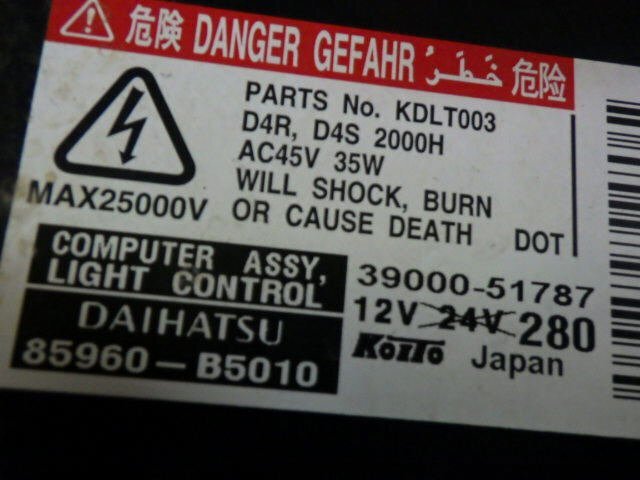 危険 DANGER GEFAHR خَطَرُ 危险
PARTS No. KDLT003
D4R, D4S 2000H
AC45V 35W
WILL SHOCK, BURN
OR CAUSE DEATH DOT
MAX25000V
COMPUTER ASSY,
LIGHT CONTROL
DAIHATSU
85960-B5010
39000-51787
12V 24V 280
KOITO Japan